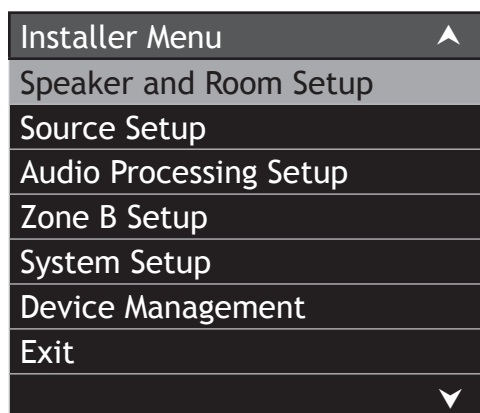 Installer Menu
Speaker and Room Setup
Source Setup
Audio Processing Setup
Zone B Setup
System Setup
Device Management
Exit